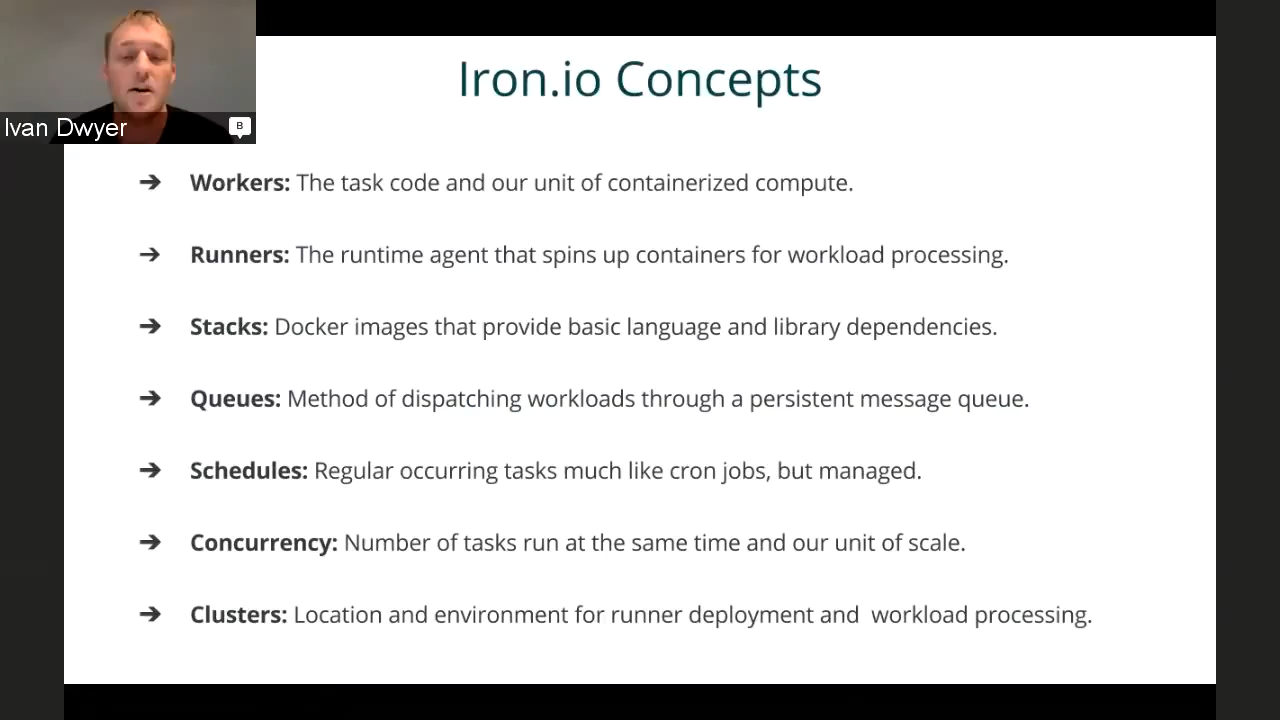 Ivan Dwyer
B
Iron.io Concepts
➔ Workers: The task code and our unit of containerized compute.
➔ Runners: The runtime agent that spins up containers for workload processing.
➔ Stacks: Docker images that provide basic language and library dependencies.
➔ Queues: Method of dispatching workloads through a persistent message queue.
➔ Schedules: Regular occurring tasks much like cron jobs, but managed.
➔ Concurrency: Number of tasks run at the same time and our unit of scale.
➔ Clusters: Location and environment for runner deployment and  workload processing.